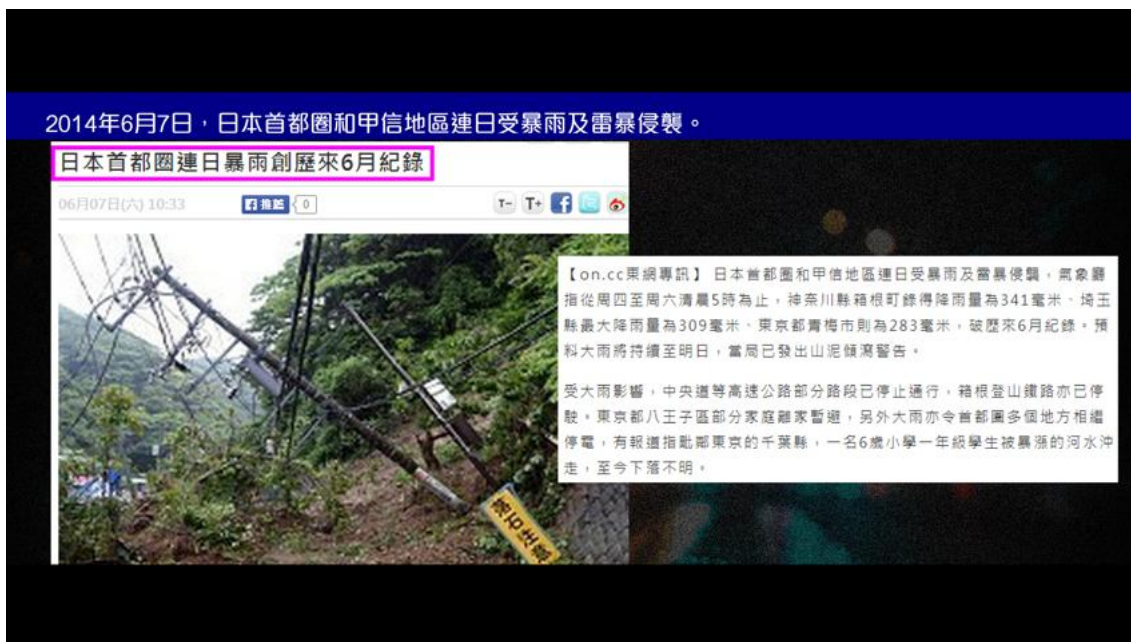 2014年6月7日，日本首都圈和甲信地區連日受暴雨及雷暴侵襲。
日本首都圈連日暴雨創歷來6月紀錄
06月07日(六) 10:33
推薦 0
T- T+
【on.cc東網專訊】 日本首都圈和甲信地區連日受暴雨及雷暴侵襲，氣象廳
指從周四至周六清晨5時為止，神奈川縣箱根町錄得降雨量為341毫米、埼玉
縣最大降雨量為309毫米、東京都青梅市則為283毫米，破歷來6月紀錄。預
料大雨將持續至明日，當局已發出山泥傾瀉警告。
受大雨影響，中央道等高速公路部分路段已停止通行，箱根登山鐵路亦已停
駛。東京都八王子區部分家庭離家暫避，另外大雨亦令首都圈多個地方相繼
停電，有報道指毗鄰東京的千葉縣，一名6歲小學一年級學生被暴漲的河水沖
走，至今下落不明。
落石注意